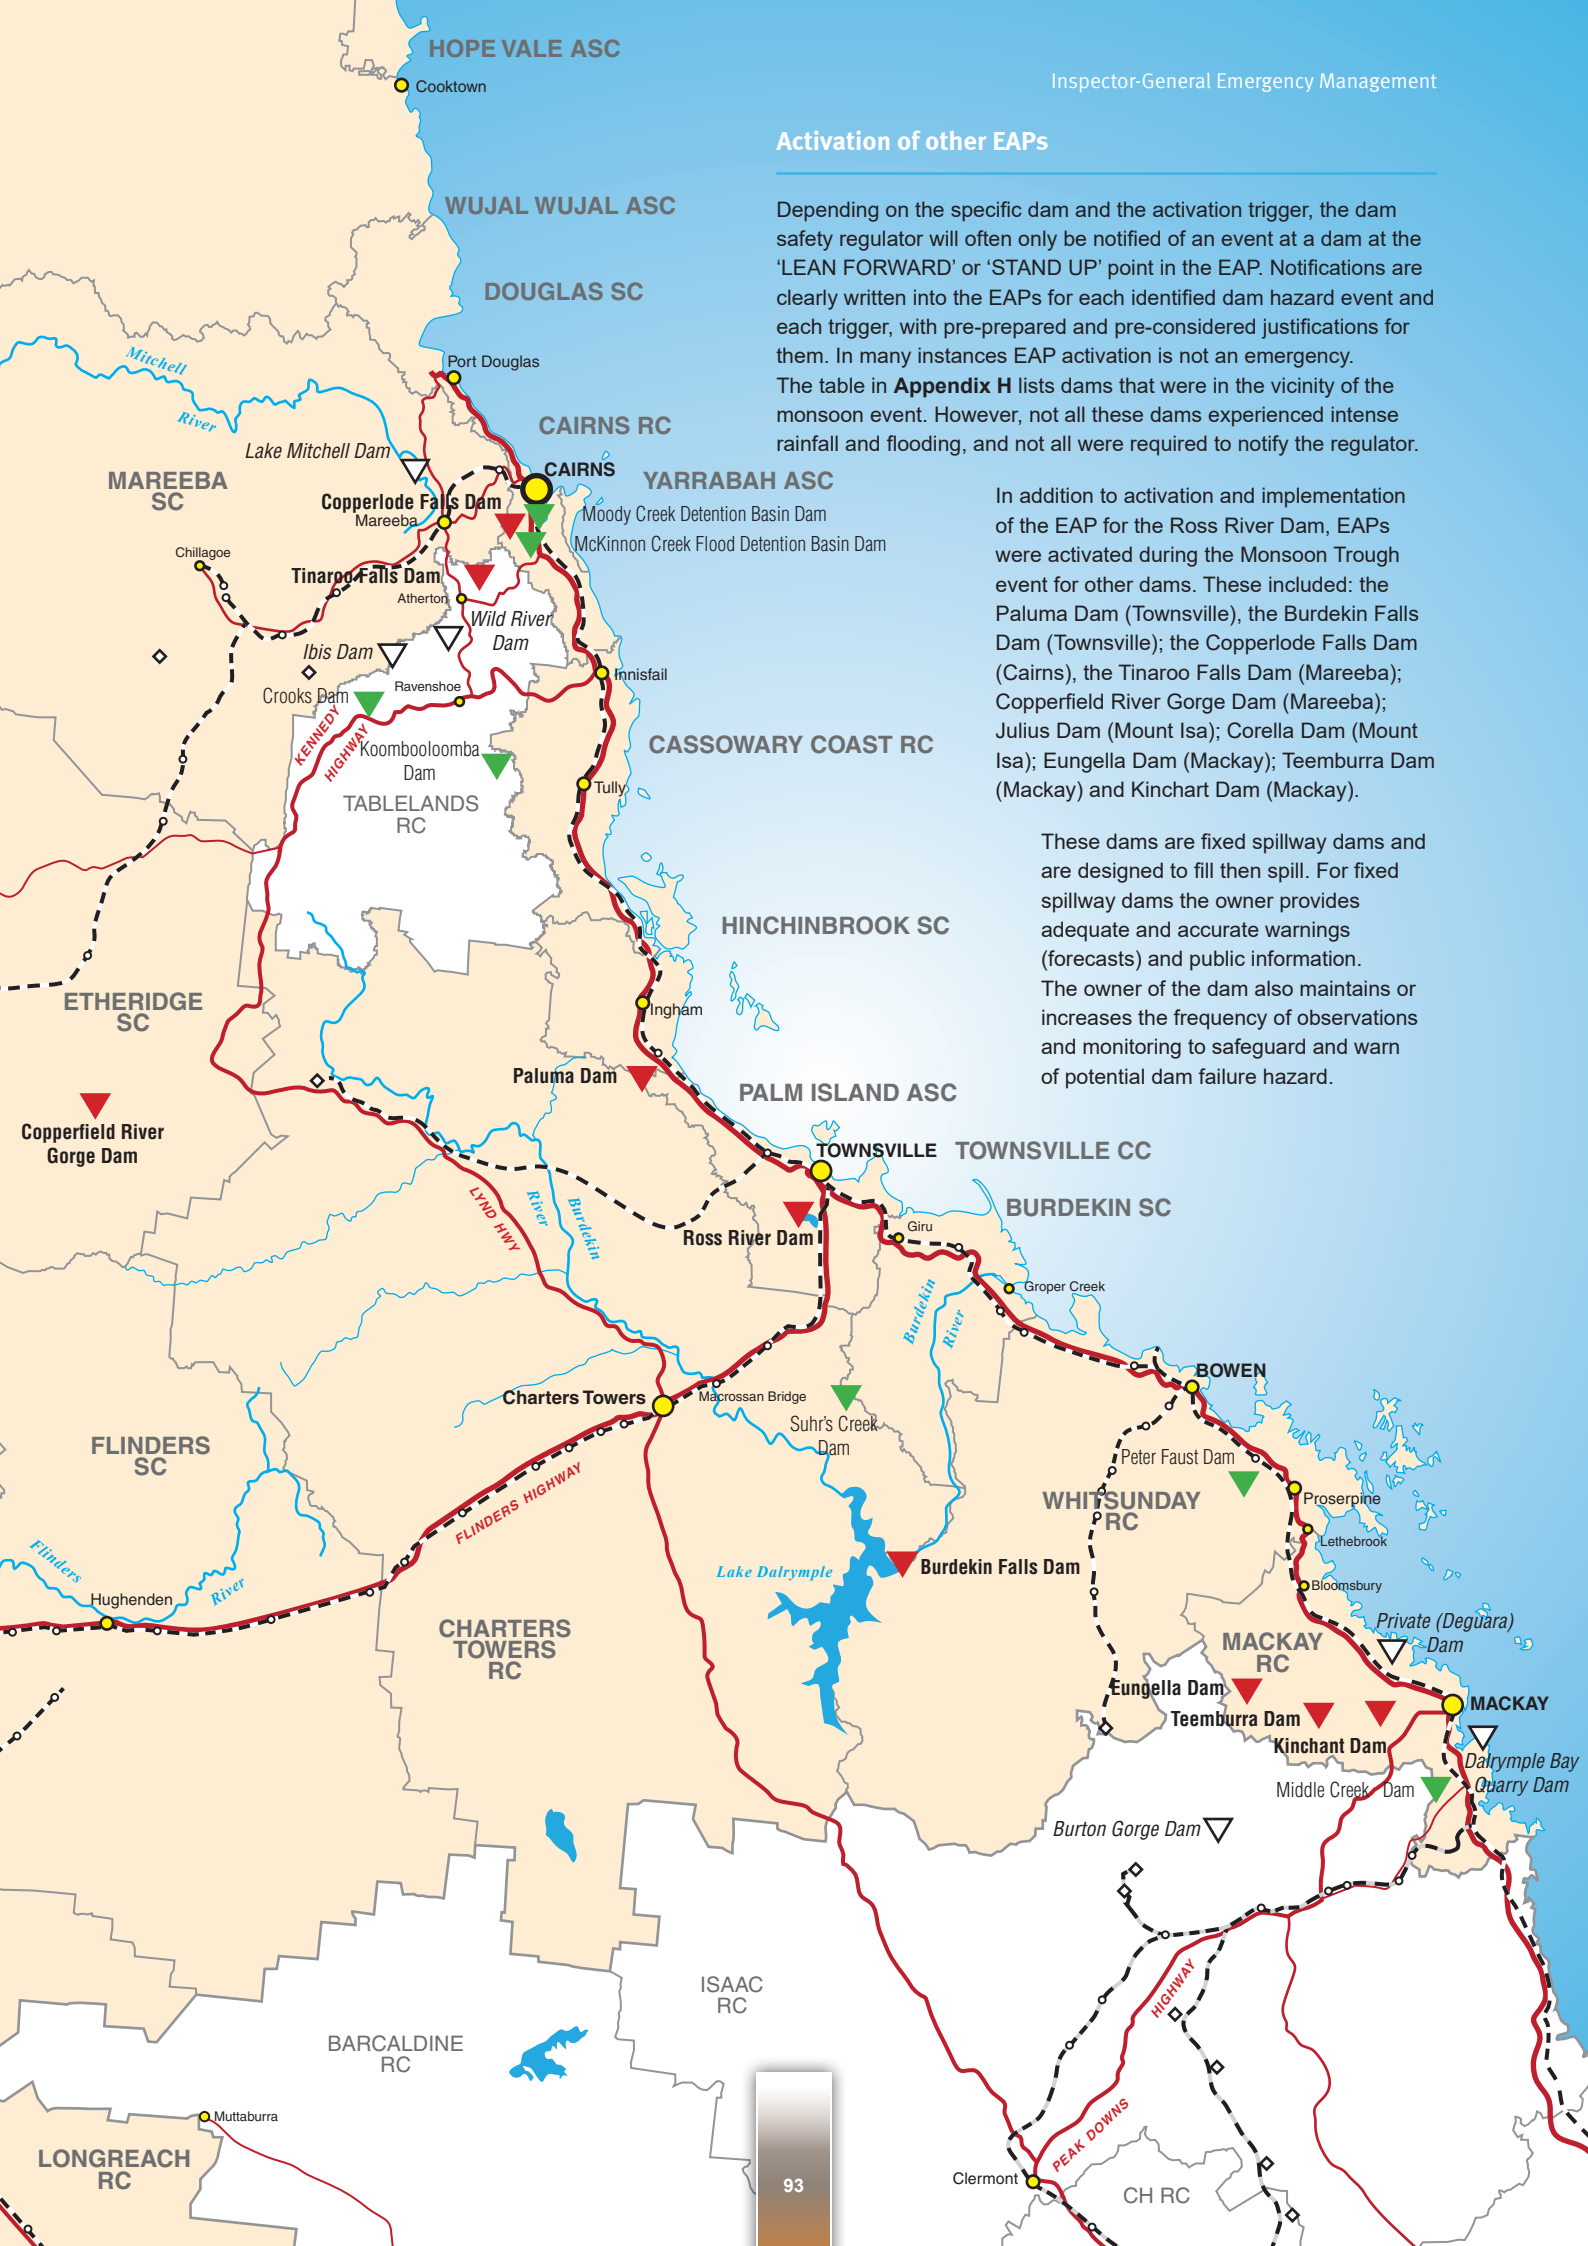 HOPE VALE ASC
Cooktown
Inspector-General Emergency Management
Activation of other EAPs
WUJAL WUJAL ASC
Depending on the specific dam and the activation trigger, the dam
safety regulator will often only be notified of an event at a dam at the
‘LEAN FORWARD’ or ‘STAND UP’ point in the EAP. Notifications are
clearly written into the EAPs for each identified dam hazard event and
each trigger, with pre-prepared and pre-considered justifications for
them. In many instances EAP activation is not an emergency.
The table in Appendix H lists dams that were in the vicinity of the
monsoon event. However, not all these dams experienced intense
rainfall and flooding, and not all were required to notify the regulator.
In addition to activation and implementation
of the EAP for the Ross River Dam, EAPs
were activated during the Monsoon Trough
event for other dams. These included: the
Paluma Dam (Townsville), the Burdekin Falls
Dam (Townsville); the Copperlode Falls Dam
(Cairns), the Tinaroo Falls Dam (Mareeba);
Copperfield River Gorge Dam (Mareeba);
Julius Dam (Mount Isa); Corella Dam (Mount
Isa); Eungella Dam (Mackay); Teemburra Dam
(Mackay) and Kinchart Dam (Mackay).
These dams are fixed spillway dams and
are designed to fill then spill. For fixed
spillway dams the owner provides
adequate and accurate warnings
(forecasts) and public information.
The owner of the dam also maintains or
increases the frequency of observations
and monitoring to safeguard and warn
of potential dam failure hazard.
DOUGLAS SC
Mitchell
River
Port Douglas
CAIRNS RC
Lake Mitchell Dam
CAIRNS
MAREEBA
SC
YARRABAH ASC
Copperlode Falls Dam
Mareeba
Moody Creek Detention Basin Dam
McKinnon Creek Flood Detention Basin Dam
Chillagoe
Tinaroo Falls Dam
Atherton
Wild River
Dam
Ibis Dam
Innisfail
Crooks Dam
Ravenshoe
KENNEDY
HIGHWAY
Koombooloomba
Dam
CASSOWARY COAST RC
Tully
TABLELANDS
RC
HINCHINBROOK SC
ETHERIDGE
SC
Ingham
Paluma Dam
PALM ISLAND ASC
Copperfield River
Gorge Dam
TOWNSVILLE
TOWNSVILLE CC
LYND HWY
River
Burdekin
BURDEKIN SC
Ross River Dam
Giru
Groper Creek
Burdekin
River
BOWEN
Charters Towers
Macrossan Bridge
Suhr's Creek
Dam
FLINDERS
SC
Peter Faust Dam
FLINDERS HIGHWAY
WHITSUNDAY
RC
Proserpine
Lethebrook
Flinders
River
Hughenden
Lake Dalrymple
Burdekin Falls Dam
Bloomsbury
CHARTERS
TOWERS
RC
Private (Deguara)
Dam
MACKAY
RC
Eungella Dam
Teemburra Dam
MACKAY
Kinchant Dam
Dalrymple Bay
Quarry Dam
Middle Creek Dam
Burton Gorge Dam
ISAAC
RC
HIGHWAY
BARCALDINE
RC
Muttaburra
PEAK DOWNS
LONGREACH
RC
Clermont
CH RC
93